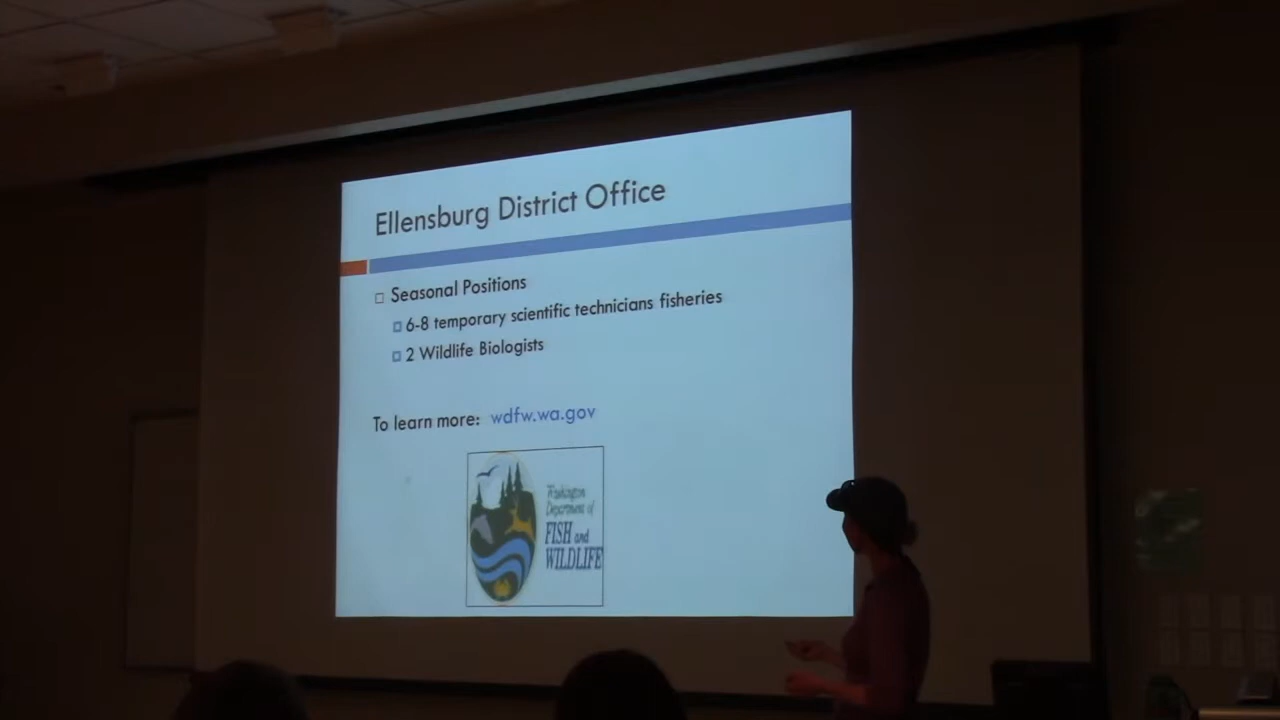 Ellensburg District Office
Seasonal Positions
6-8 temporary scientific technicians fisheries
2 Wildlife Biologists
To learn more: wdfw.wa.gov
Washington
Department of
FISH and
WILDLIFE